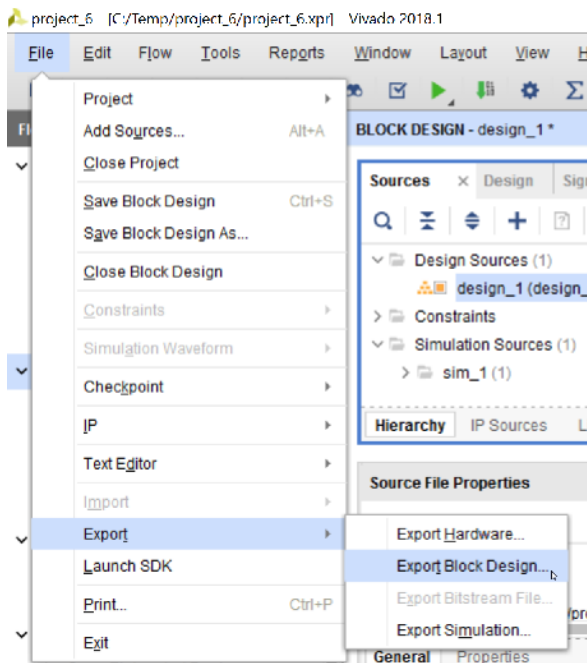 project_6 [C:/Temp/project_6/project_6.xpr] Vivado 2018.1
File Edit Flow Tools Reports Window Layout View
Project
Add Sources... Alt+A
Close Project
Save Block Design Ctrl+S
Save Block Design As...
Close Block Design
Constraints
Simulation Waveform
Checkpoint
IP
Text Editor
Import
Export
Launch SDK
Print... Ctrl+P
Exit
BLOCK DESIGN - design_1 *
Sources × Design
Design Sources (1)
design_1 (design_
Constraints
Simulation Sources (1)
sim_1 (1)
Hierarchy IP Sources
Source File Properties
Export Hardware...
Export Block Design...
Export Bitstream File...
Export Simulation...
General Properties